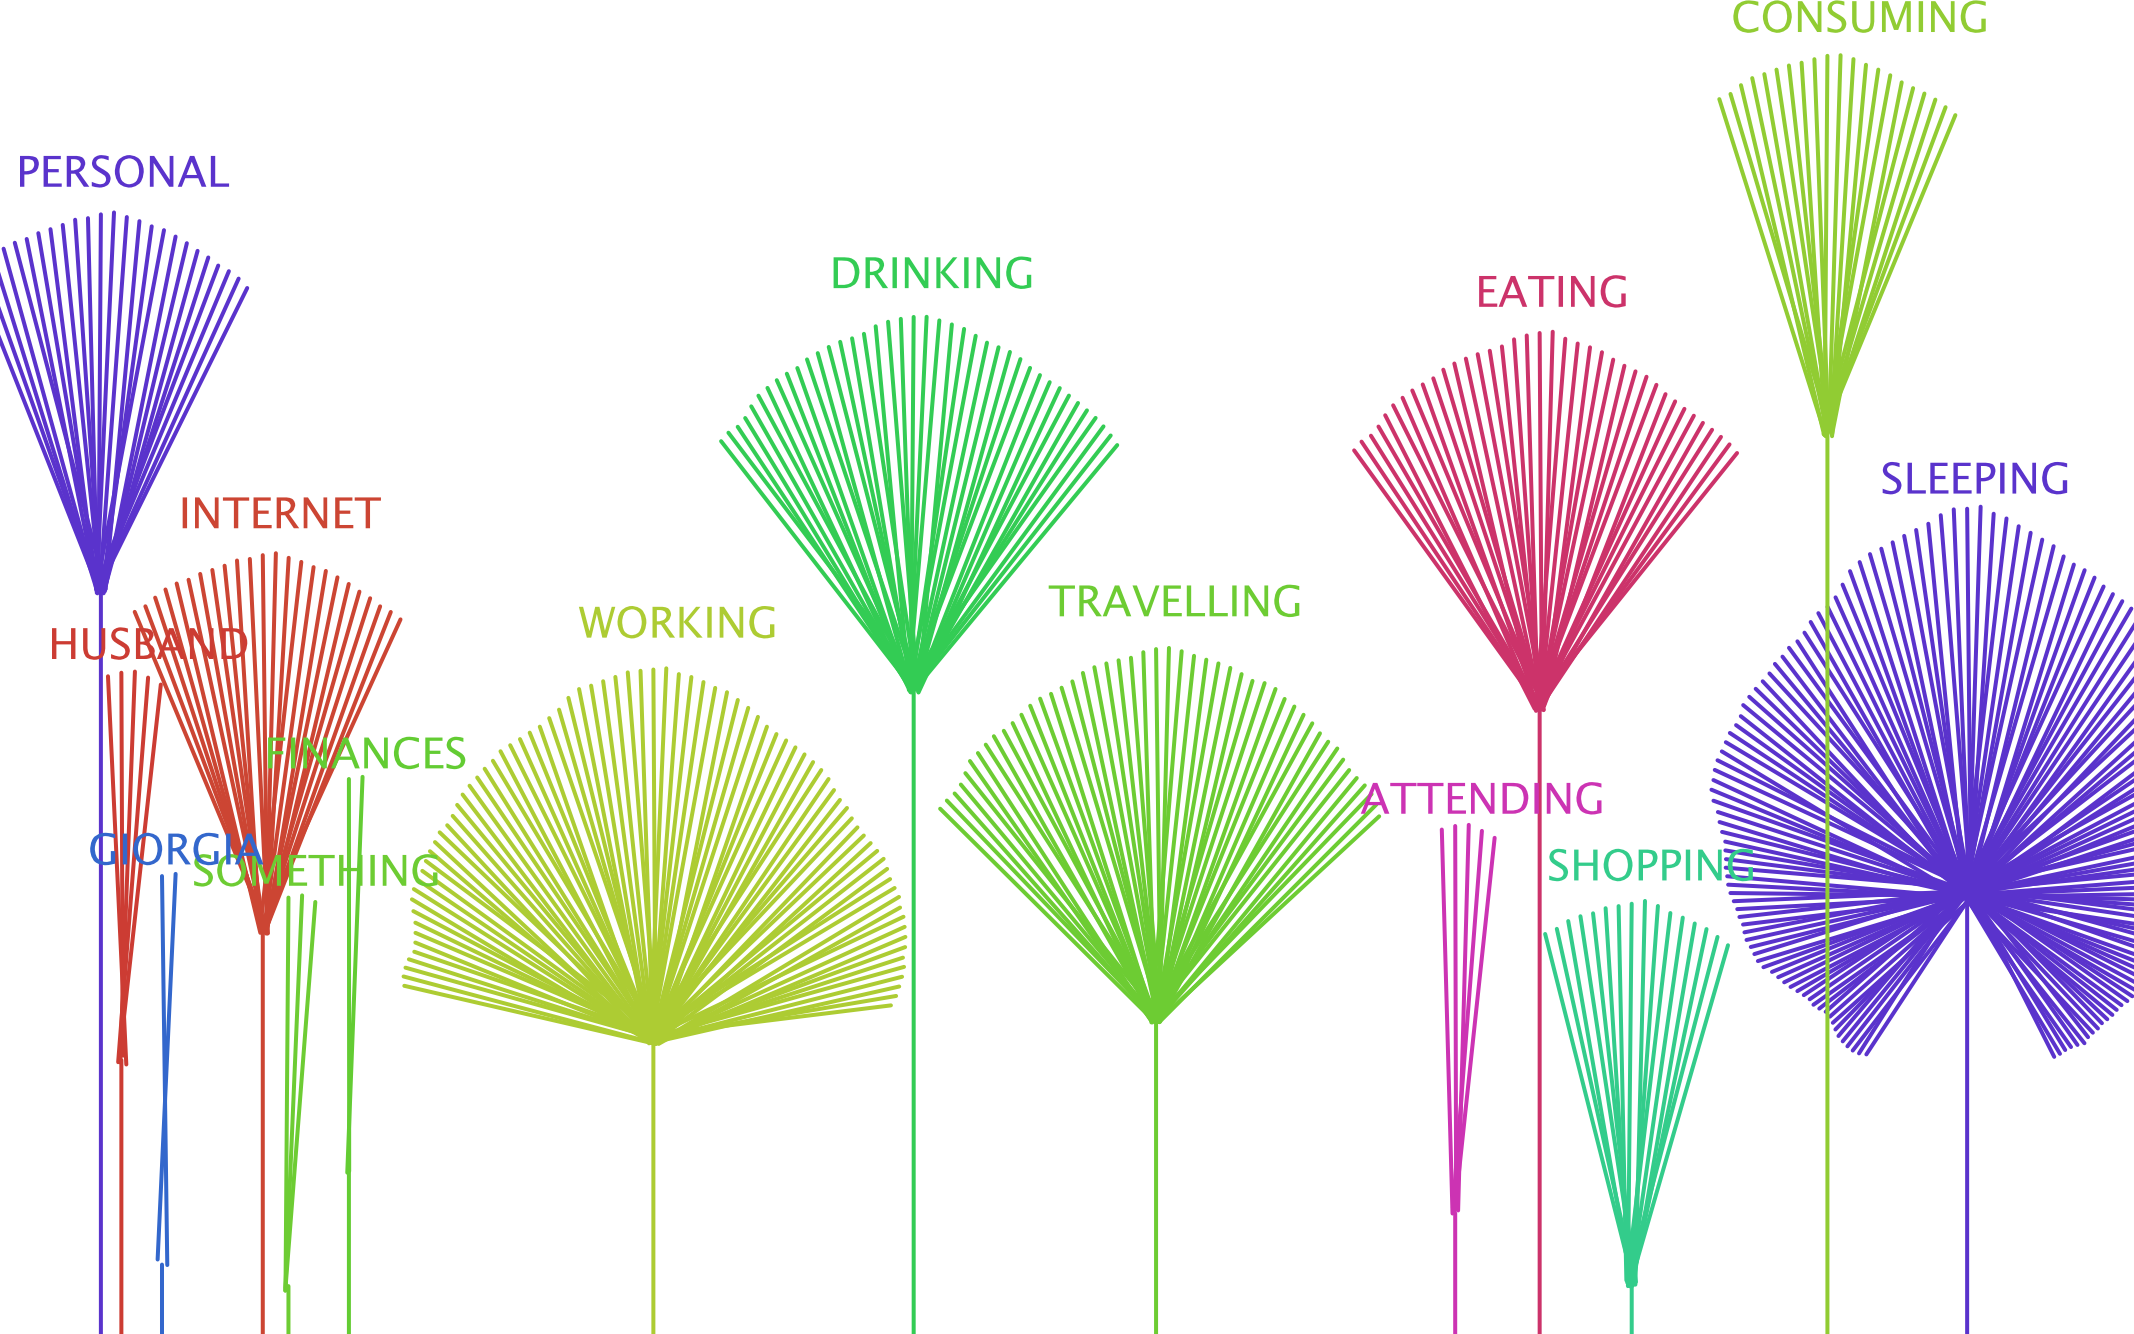 CONSUMING
PERSONAL
DRINKING
EATING
SLEEPING
INTERNET
TRAVELLING
WORKING
HUSBAND
FINANCES
ATTENDING
GIORGIA
SHOPPING
SOMETHING